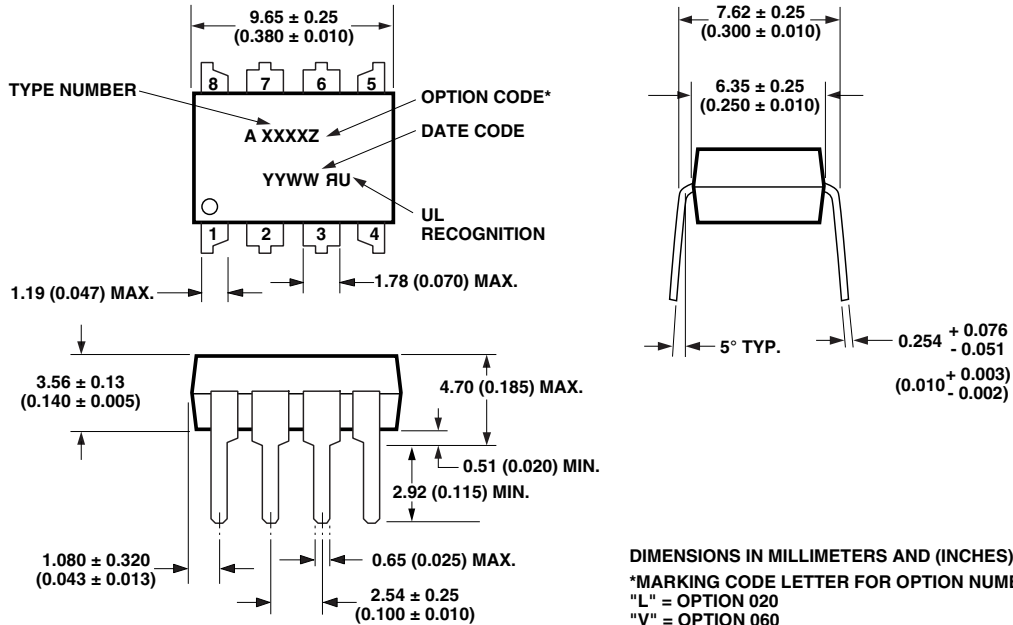 9.65 ± 0.25
(0.380 ± 0.010)
8 7 6 5
TYPE NUMBER
OPTION CODE*
A XXXXZ
DATE CODE
YYWW ЯU
UL
RECOGNITION
1 2 3 4
1.19 (0.047) MAX.
1.78 (0.070) MAX.
7.62 ± 0.25
(0.300 ± 0.010)
6.35 ± 0.25
(0.250 ± 0.010)
5° TYP.
0.254 + 0.076
- 0.051
(0.010 + 0.003)
- 0.002)
3.56 ± 0.13
(0.140 ± 0.005)
4.70 (0.185) MAX.
0.51 (0.020) MIN.
2.92 (0.115) MIN.
1.080 ± 0.320
(0.043 ± 0.013)
0.65 (0.025) MAX.
2.54 ± 0.25
(0.100 ± 0.010)
DIMENSIONS IN MILLIMETERS AND (INCHES)
*MARKING CODE LETTER FOR OPTION
"L" = OPTION 020
"V" = OPTION 060